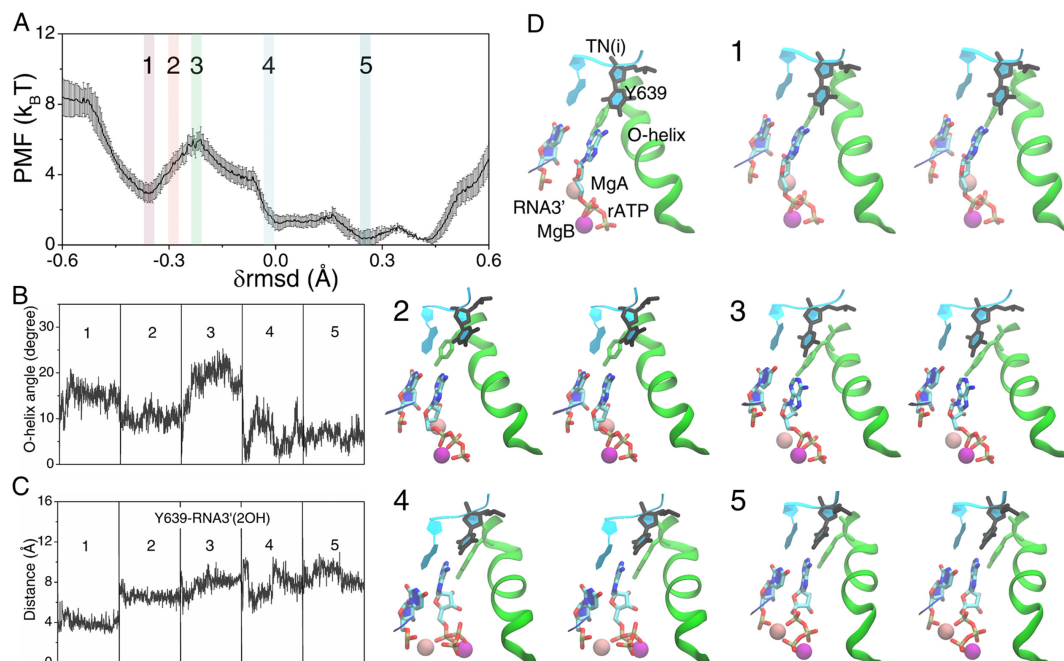 A
PMF (kBT)
12
8
4
0
1 2 3 4 5
-0.6 -0.3 0.0 0.3 0.6
δrmsd (Å)
B
O-helix angle (degree)
30
20
10
0
1 2 3 4 5
C
Distance (Å)
16
12
8
4
0
Y639-RNA3'(2OH)
1 2 3 4 5
D
TN(i)
Y639
O-helix
MgA
RNA3'
rATP
MgB
1
2
3
4
5